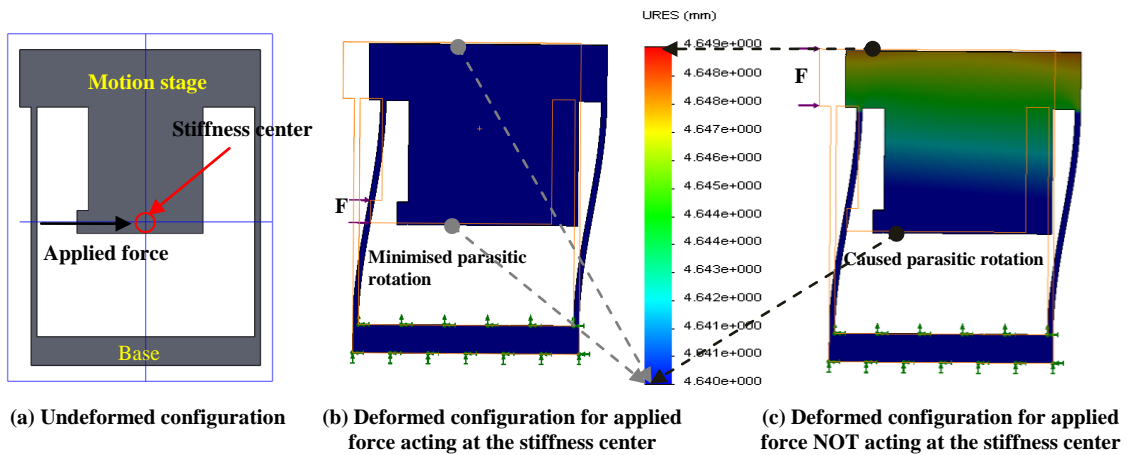 URES (mm)
Motion stage
Stiffness center
Applied force
Base
F
Minimised parasitic
rotation
4.649e+000
4.648e+000
4.648e+000
4.647e+000
4.646e+000
4.645e+000
4.644e+000
4.644e+000
4.643e+000
4.642e+000
4.641e+000
4.641e+000
4.640e+000
F
Caused parasitic rotation
(a) Undeformed configuration
(b) Deformed configuration for applied
force acting at the stiffness center
(c) Deformed configuration for applied
force NOT acting at the stiffness center